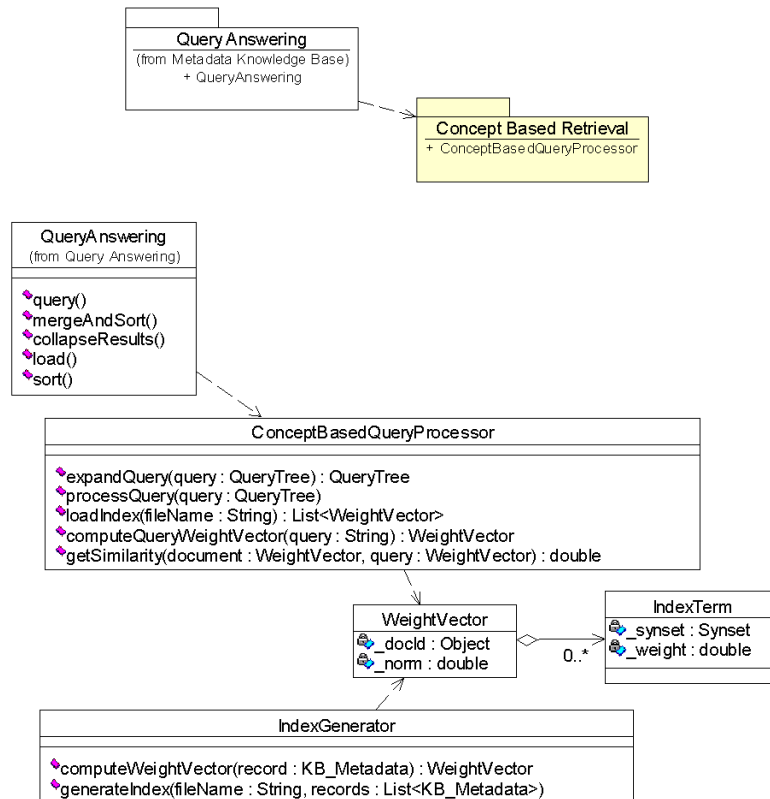 Query Answering
(from Metadata Knowledge Base)
+ QueryAnswering
Concept Based Retrieval
+ ConceptBasedQueryProcessor
QueryAnswering
(from Query Answering)
query()
mergeAndSort()
collapseResults()
load()
sort()
ConceptBasedQueryProcessor
expandQuery(query : QueryTree) : QueryTree
processQuery(query : QueryTree)
loadIndex(fileName : String) : List<WeightVector>
computeQueryWeightVector(query : String) : WeightVector
getSimilarity(document : WeightVector, query : WeightVector) : double
WeightVector
_docId : Object
_norm : double
0..*
IndexTerm
_synset : Synset
_weight : double
IndexGenerator
computeWeightVector(record : KB_Metadata) : WeightVector
generateIndex(fileName : String, records : List<KB_Metadata>)